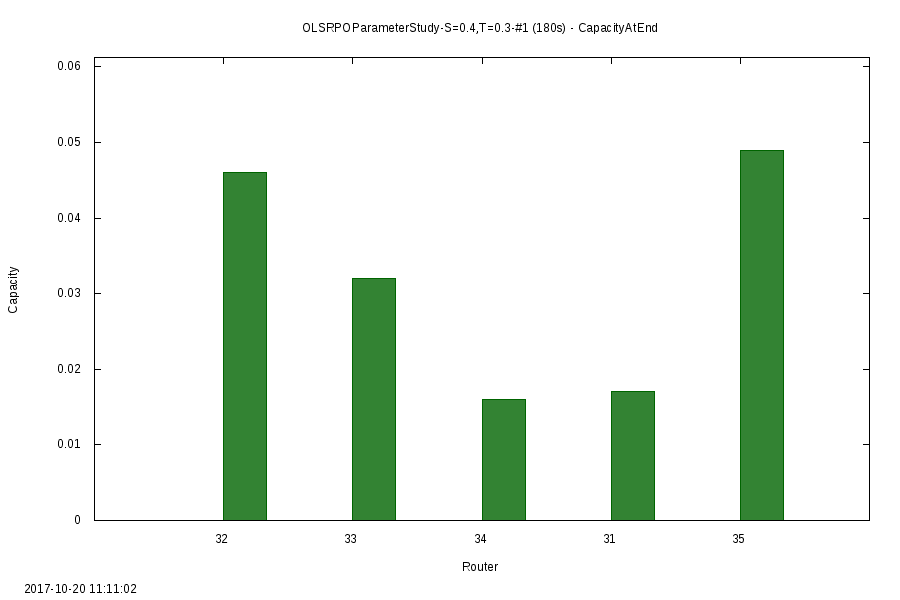 OLSRPOParameterStudy-S=0.4,T=0.3-#1 (180s) - CapacityAtEnd
0.06
0.05
0.04
0.03
0.02
0.01
0
Capacity
32 33 34 31 35
Router
2017-10-20 11:11:02